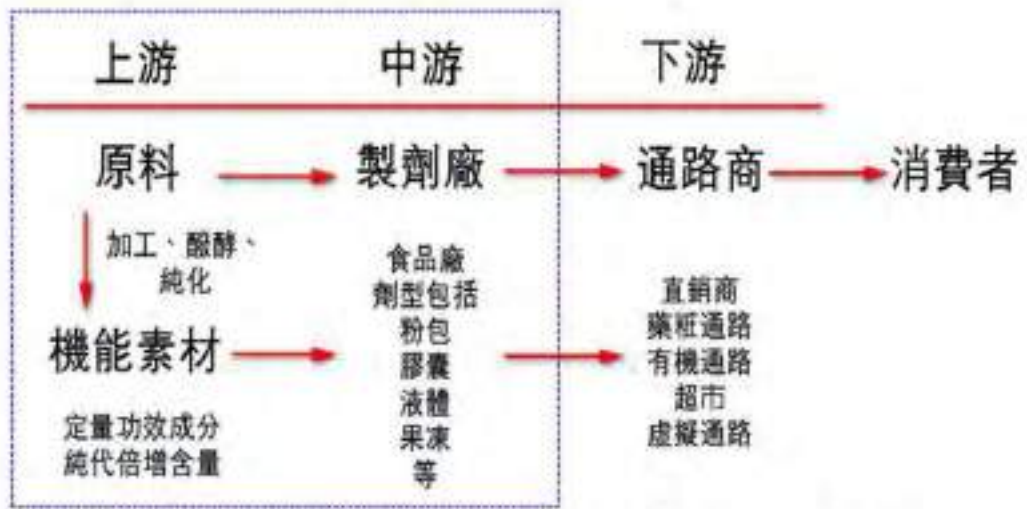 上游
中游
下游
原料
製劑廠
通路商
消費者
加工、醱酵、
純化
機能素材
定量功效成分
純代倍增含量
食品廠
劑型包括
粉包
膠囊
液體
果凍
等
直銷商
藥粧通路
有機通路
超市
虛擬通路